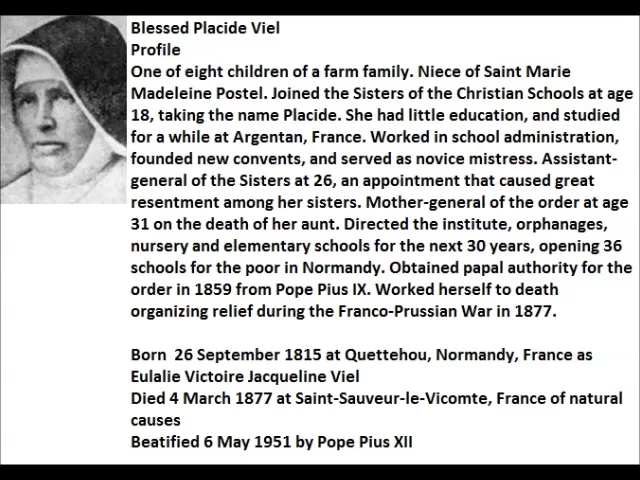 Blessed Placide Viel
Profile
One of eight children of a farm family. Niece of Saint Marie
Madeleine Postel. Joined the Sisters of the Christian Schools at age
18, taking the name Placide. She had little education, and studied
for a while at Argentan, France. Worked in school administration,
founded new convents, and served as novice mistress. Assistant-
general of the Sisters at 26, an appointment that caused great
resentment among her sisters. Mother-general of the order at age
31 on the death of her aunt. Directed the institute, orphanages,
nursery and elementary schools for the next 30 years, opening 36
schools for the poor in Normandy. Obtained papal authority for the
order in 1859 from Pope Pius IX. Worked herself to death
organizing relief during the Franco-Prussian War in 1877.
Born  26 September 1815 at Quettehou, Normandy, France as
Eulalie Victoire Jacqueline Viel
Died 4 March 1877 at Saint-Sauveur-le-Vicomte, France of natural
causes
Beatified 6 May 1951 by Pope Pius XII